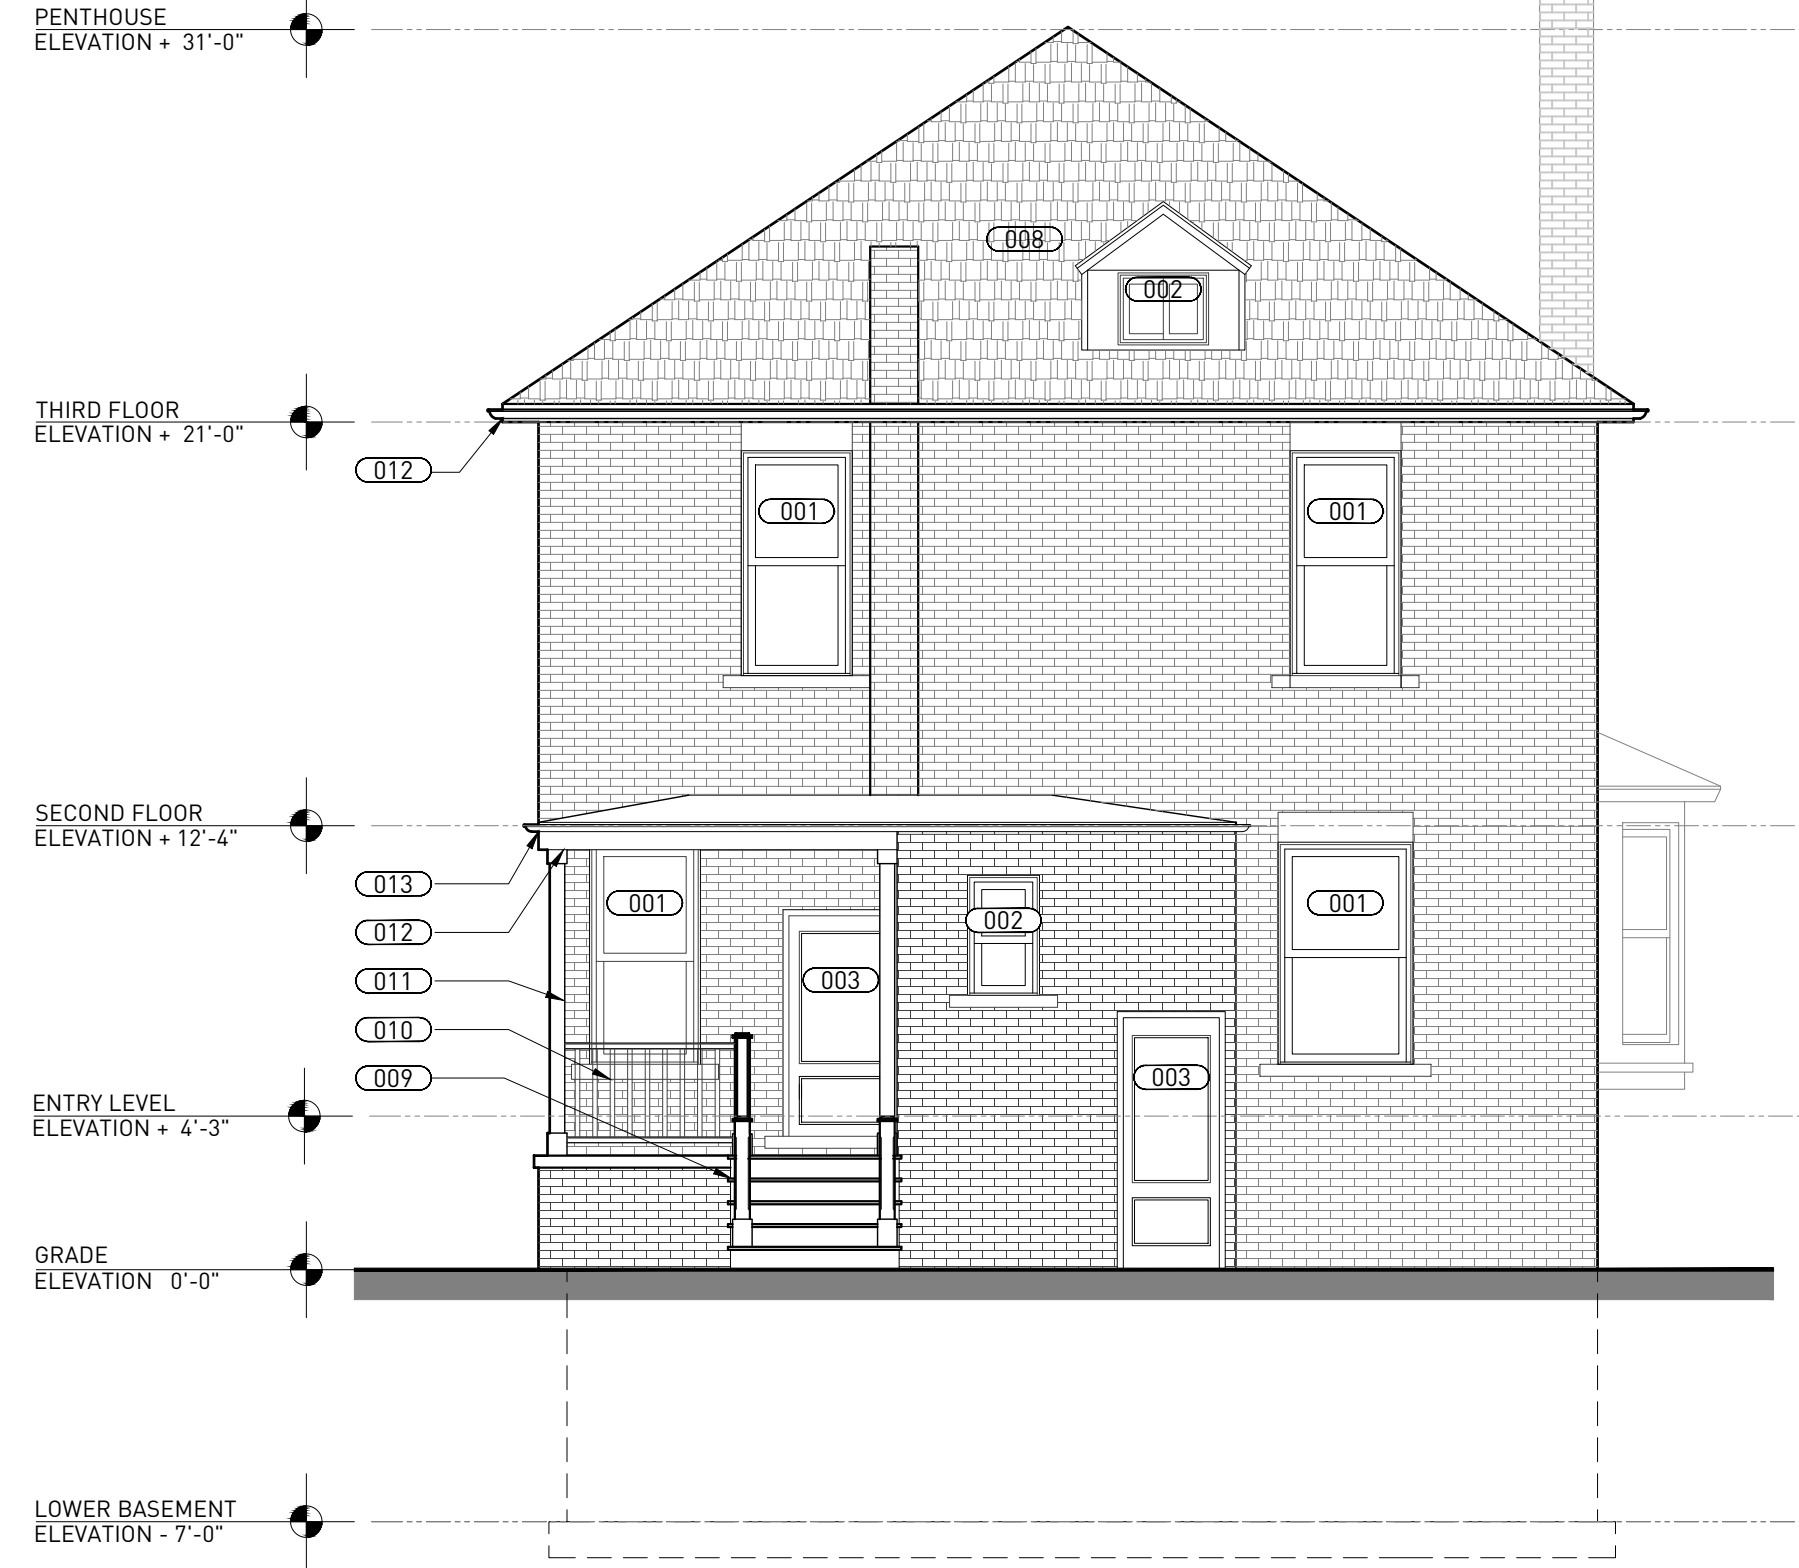 PENTHOUSE
ELEVATION + 31'-0"
008
002
THIRD FLOOR
ELEVATION + 21'-0"
012
001
001
SECOND FLOOR
ELEVATION + 12'-4"
013
001
001
002
012
011
003
010
009
003
ENTRY LEVEL
ELEVATION + 4'-3"
GRADE
ELEVATION 0'-0"
LOWER BASEMENT
ELEVATION - 7'-0"